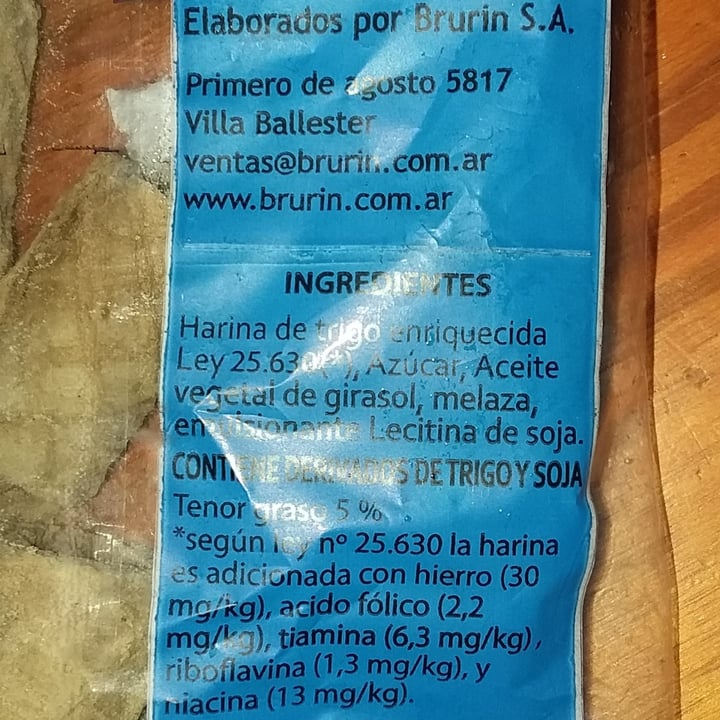 Elaborados por Brurin S.A.
Primero de agosto 5817
Villa Ballester
ventas@brurin.com.ar
www.brurin.com.ar
INGREDIENTES
Harina de trigo enriquecida
Ley 25.630(*), Azúcar, Aceite
vegetal de girasol, melaza,
emulsionante Lecitina de soja.
CONTIENE DERIVADOS DE TRIGO Y SOJA
Tenor graso 5 %
*según ley nº 25.630 la harina
es adicionada con hierro (30
mg/kg), acido fólico (2,2
mg/kg), tiamina (6,3 mg/kg),
riboflavina (1,3 mg/kg), y
niacina (13 mg/kg).